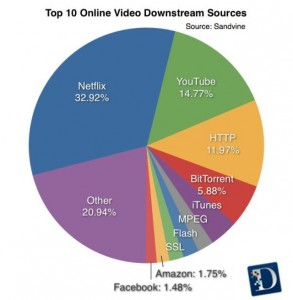 Top 10 Online Video Downstream Sources
Source: Sandvine
Netflix
32.92%
YouTube
14.77%
HTTP
11.97%
BitTorrent
5.88%
iTunes
MPEG
Flash
SSL
Amazon: 1.75%
Facebook: 1.48%
Other
20.94%
D